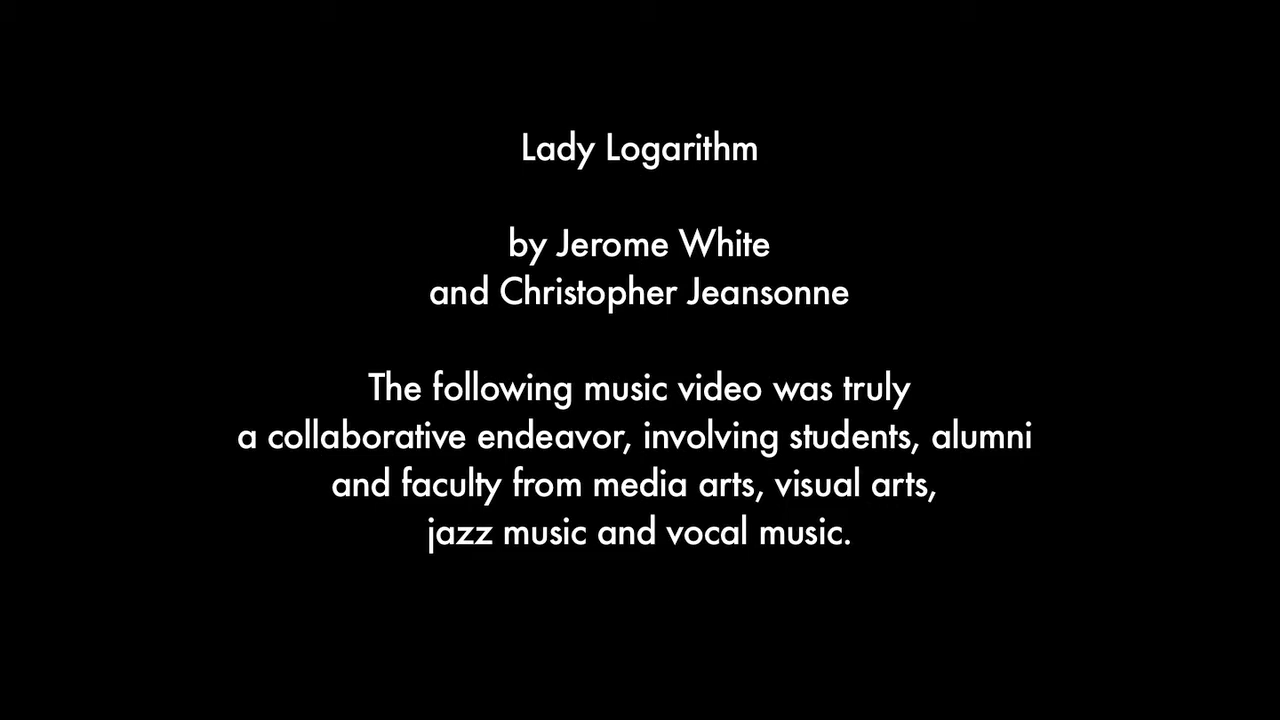 Lady Logarithm
by Jerome White
and Christopher Jeansonne
The following music video was truly
a collaborative endeavor, involving students, alumni
and faculty from media arts, visual arts,
jazz music and vocal music.